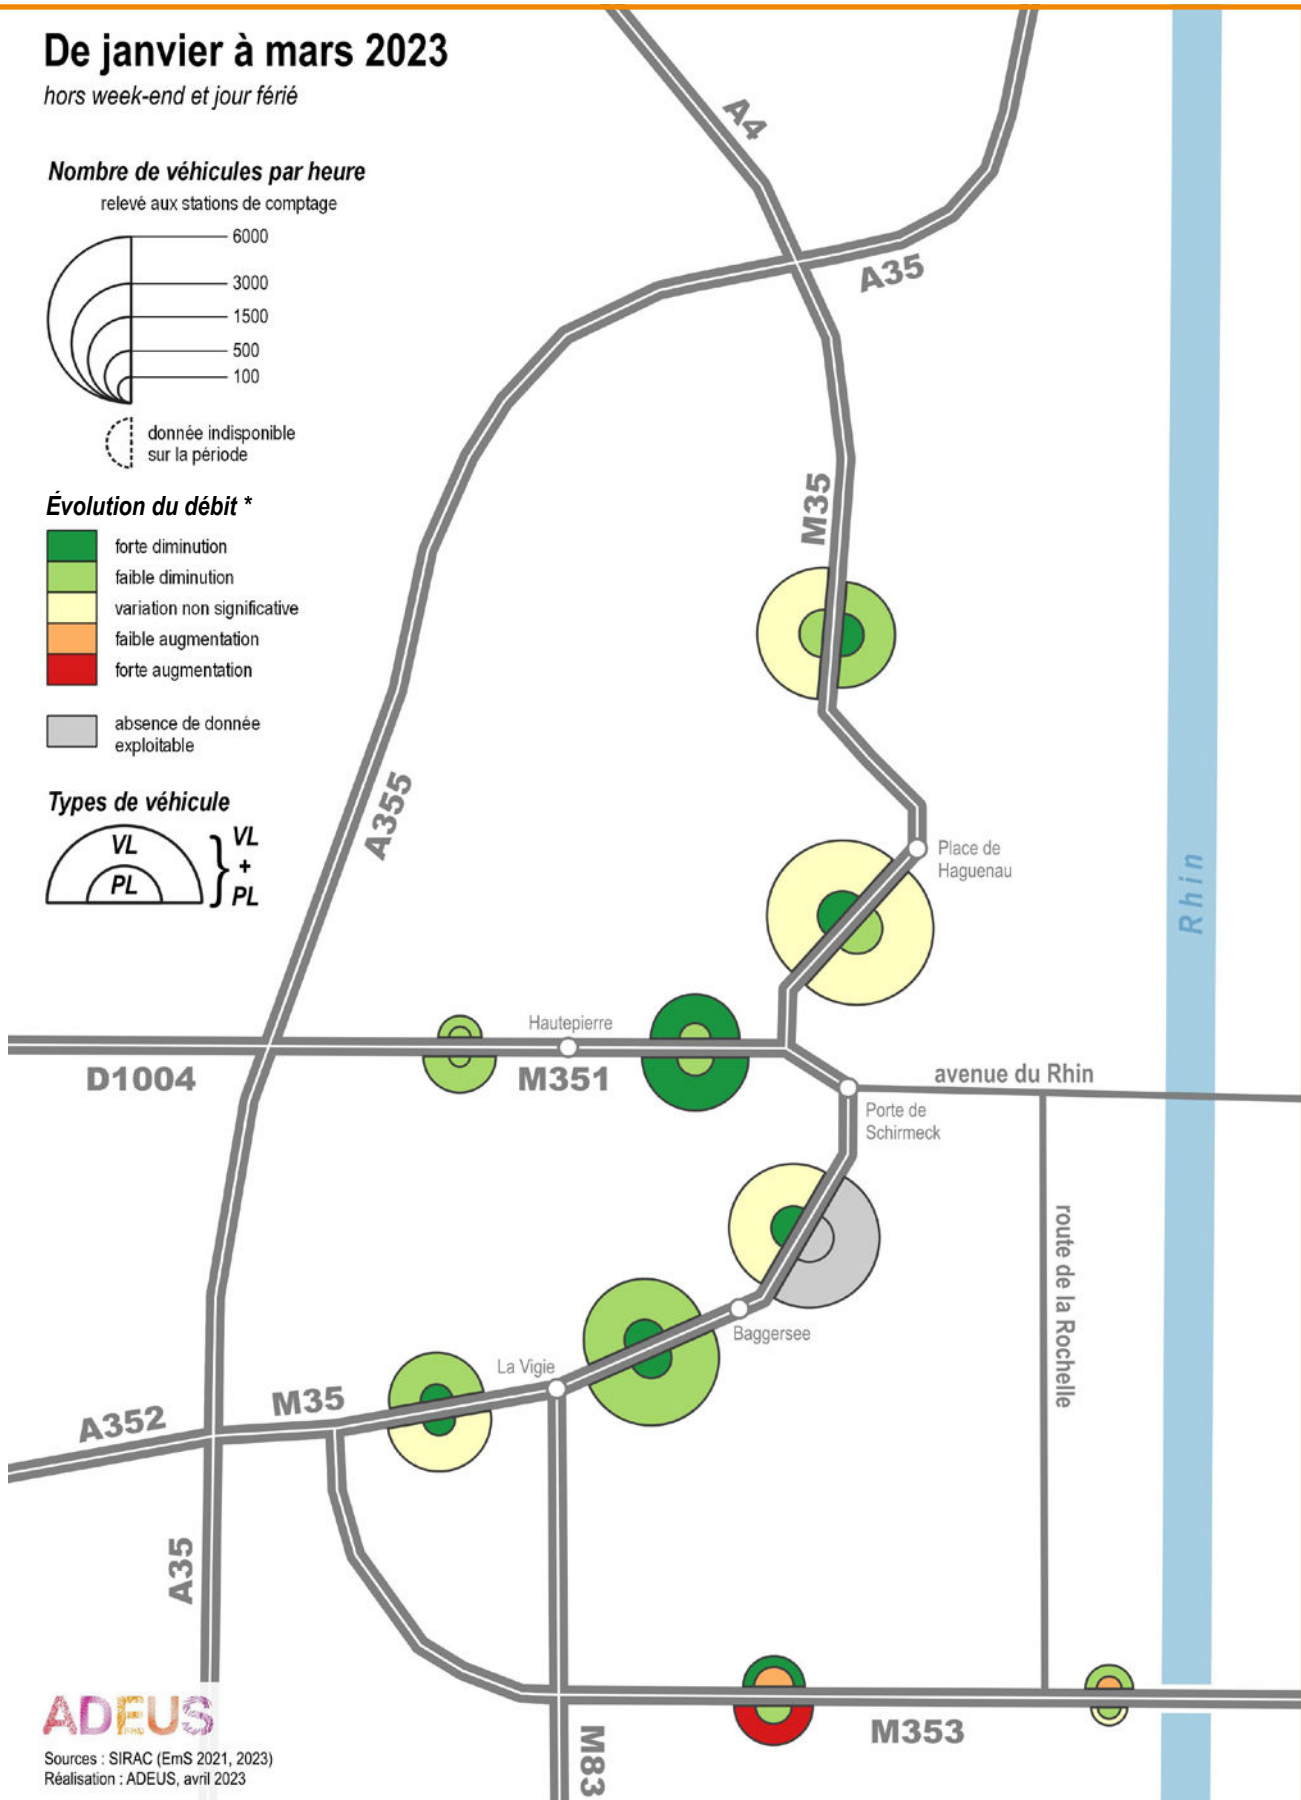 De janvier à mars 2023
hors week-end et jour férié
Nombre de véhicules par heure
relevé aux stations de comptage
6000
3000
1500
500
100
donnée indisponible
sur la période
Évolution du débit *
forte diminution
faible diminution
variation non significative
faible augmentation
forte augmentation
absence de donnée
exploitable
Types de véhicule
VL
PL
VL
+
PL
A4
A35
M35
A355
Place de
Haguenau
Rhin
Hautepierre
D1004
M351
avenue du Rhin
Porte de
Schirmeck
route de la Rochelle
Baggersee
La Vigie
M35
A352
A35
M353
M83
ADEUS
Sources : SIRAC (EmS 2021, 2023)
Réalisation : ADEUS, avril 2023